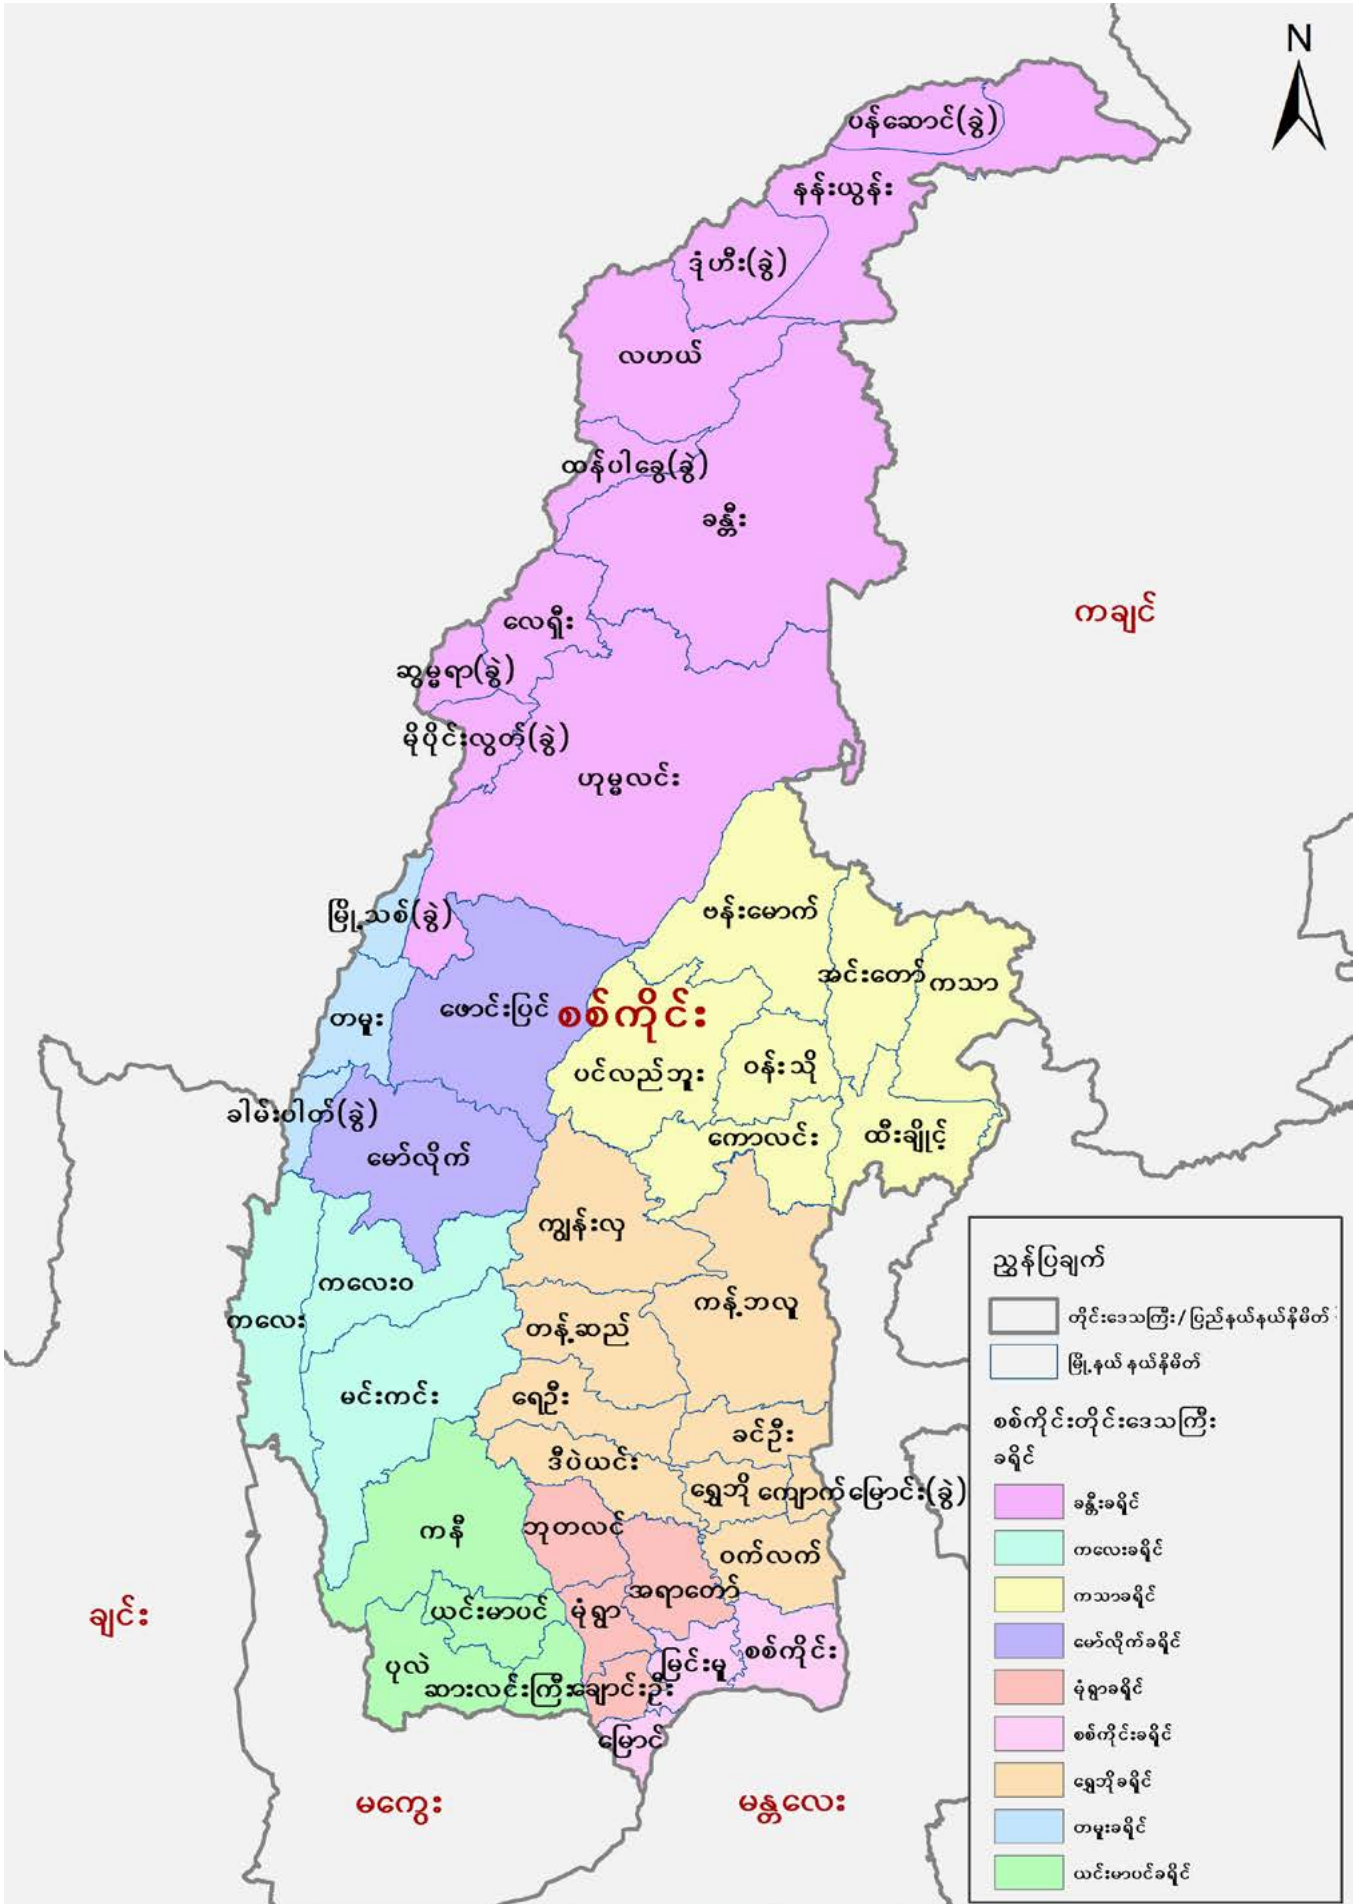 N
ပန်ဆောင်(ခွဲ)
နန်းယွန်း
ဒုံဟီး(ခွဲ)
လဟယ်
ထန်ပါခွေ(ခွဲ)
ခန္တီး
ကချင်
လေရှီး
ဆွမ္မရာ(ခွဲ)
မိုပိုင်းလွတ်(ခွဲ)
ဟုမ္မလင်း
ဗန်းမောက်
မြို့သစ်(ခွဲ)
အင်းတော်
ကသာ
ဖောင်းပြင်
စစ်ကိုင်း
တမူး
ပင်လည်ဘူး
ဝန်းသို
ခါမ်းပါတ်(ခွဲ)
ကောလင်း
ထီးချိုင့်
မော်လိုက်
ကျွန်းလှ
ကလေးဝ
ကလေး
ကန့်ဘလူ
တန့်ဆည်
မင်းကင်း
ရေဦး
ခင်ဦး
ဒီပဲယင်း
ရွှေဘို
ကျောက်မြောင်း(ခွဲ)
ကနီ
ဘုတလင်
ဝက်လက်
အရာတော်
ယင်းမာပင်
မုံရွာ
ချင်း
စစ်ကိုင်း
မြင်းမူ
ပုလဲ
ဆားလင်းကြီး
ချောင်းဦး
မြောင်
မကွေး
မန္တလေး
ညွှန်ပြချက်
တိုင်းဒေသကြီး/ပြည်နယ်နယ်နိမိတ်
မြို့နယ် နယ်နိမိတ်
စစ်ကိုင်းတိုင်းဒေသကြီး
ခရိုင်
ခန္တီးခရိုင်
ကလေးခရိုင်
ကသာခရိုင်
မော်လိုက်ခရိုင်
မုံရွာခရိုင်
စစ်ကိုင်းခရိုင်
ရွှေဘိုခရိုင်
တမူးခရိုင်
ယင်းမာပင်ခရိုင်